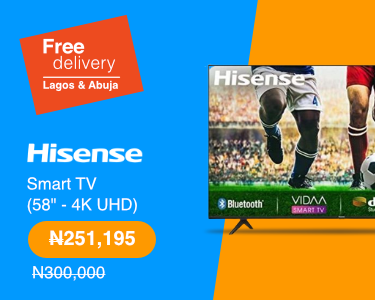 Free
delivery
Lagos & Abuja
Hisense
Smart TV
(58" - 4K UHD)
₦251,195
₦300,000
Hisense
Bluetooth®
VIDAA
SMART TV